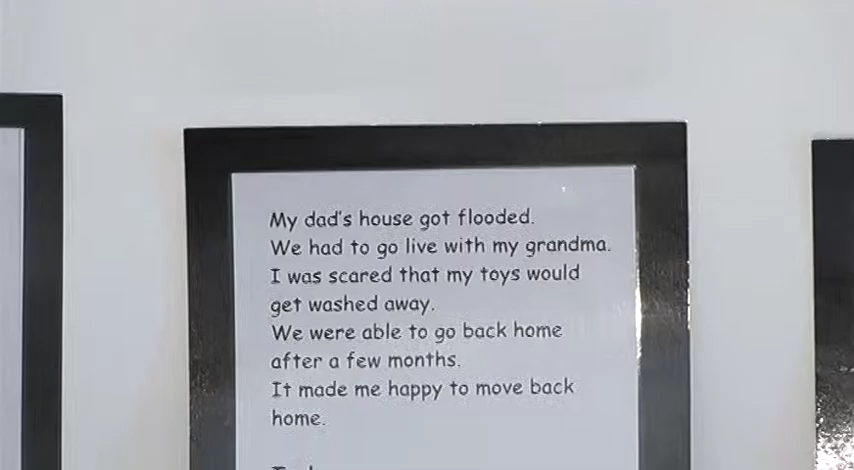 My dad's house got flooded.
We had to go live with my grandma.
I was scared that my toys would
get washed away.
We were able to go back home
after a few months.
It made me happy to move back
home.